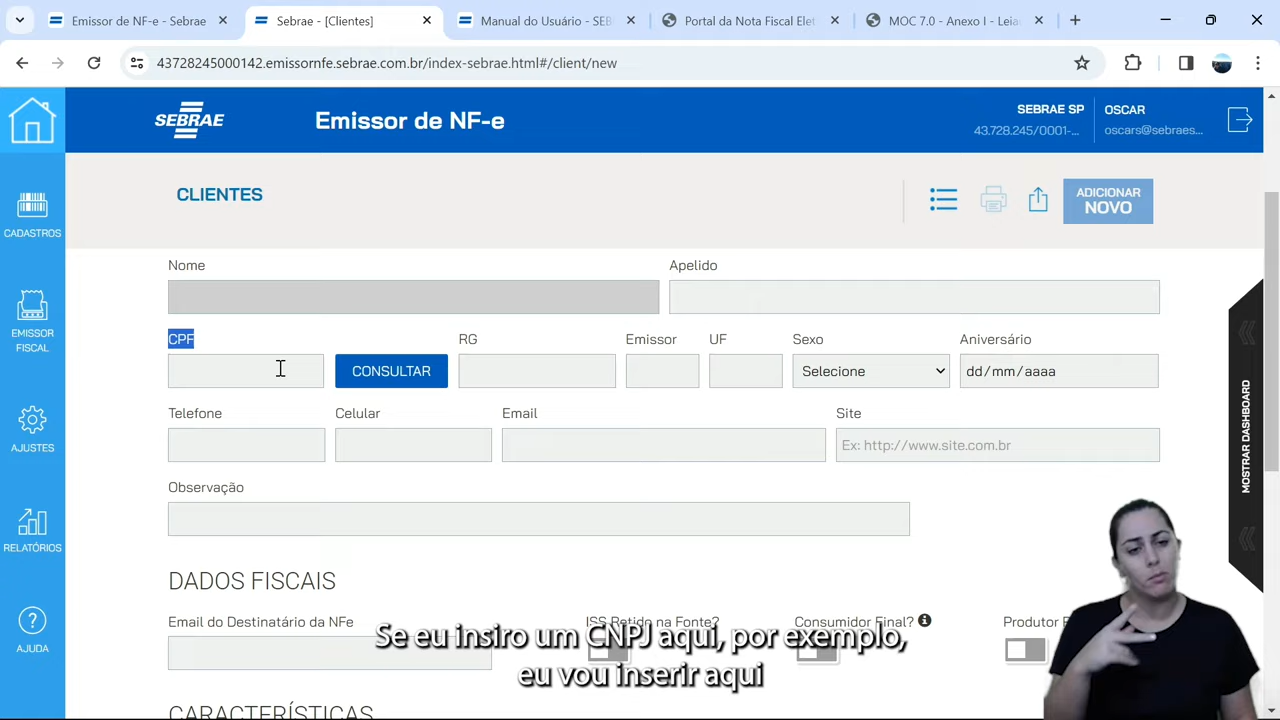 Emissor de NF-e - Sebrae
Sebrae - [Clientes]
Manual do Usuário - SEB
Portal da Nota Fiscal Elet
MOC 7.0 - Anexo I - Leia
43728245000142.emissornfe.sebrae.com.br/index-sebrae.html#/client/new
SEBRAE
Emissor de NF-e
SEBRAE SP
43.728.245/0001-...
OSCAR
oscars@sebraes...
CADASTROS
EMISSOR
FISCAL
AJUSTES
RELATÓRIOS
?
AJUDA
CLIENTES
ADICIONAR
NOVO
Nome
Apelido
CPF
CONSULTAR
RG
Emissor
UF
Sexo
Selecione
Aniversário
dd/mm/aaaa
Telefone
Celular
Email
Site
Ex: http://www.site.com.br
Observação
DADOS FISCAIS
Email do Destinatário da NFe
ISS Retido na Fonte?
Consumidor Final?
Produtor
CARACTERÍSTICAS
MOSTRAR DASHBOARD
Se eu insiro um CNPJ aqui, por exemplo,
eu vou inserir aqui